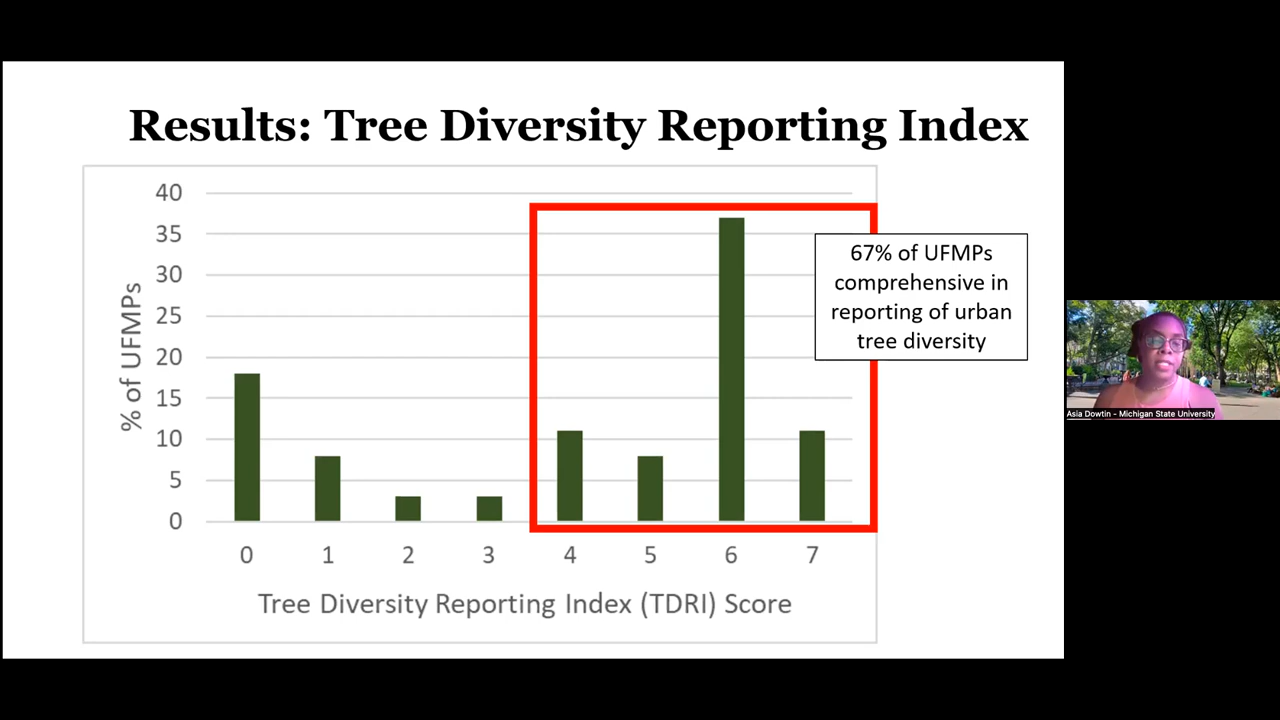 Results: Tree Diversity Reporting Index
40
35
30
25
20
15
10
5
0
% of UFMPs
67% of UFMPs
comprehensive in
reporting of urban
tree diversity
0 1 2 3 4 5 6 7
Tree Diversity Reporting Index (TDRI) Score
Asia Dowtin - Michigan State University